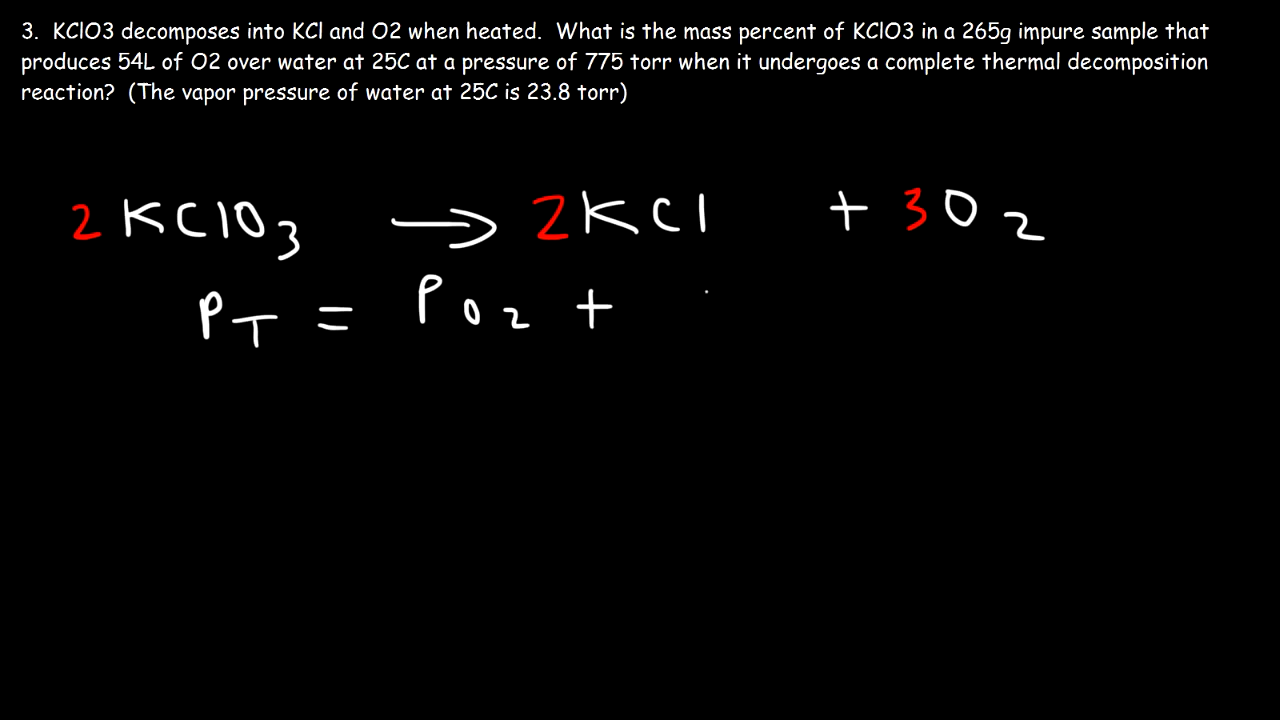 3. KClO3 decomposes into KCl and O2 when heated. What is the mass percent of KClO3 in a 265g impure sample that
produces 54L of O2 over water at 25C at a pressure of 775 torr when it undergoes a complete thermal decomposition
reaction? (The vapor pressure of water at 25C is 23.8 torr)
2KClO3 → 2KCl + 3O2
PT = PO2 +